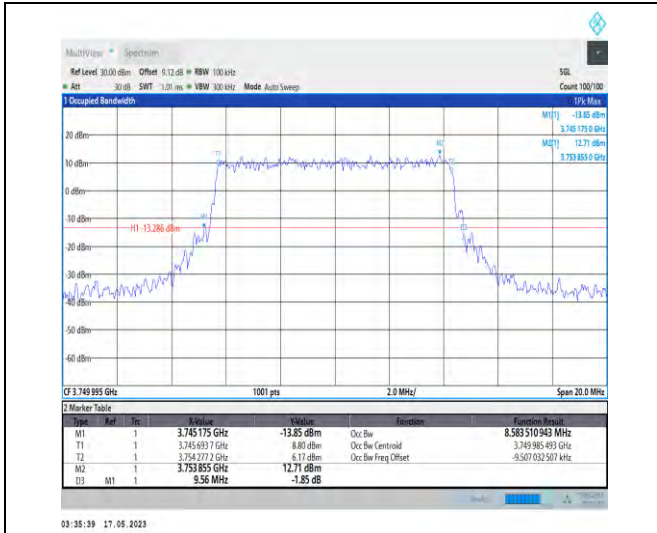 MultiView Spectrum
Ref Level 30.00 dBm Offset 9.12 dB RBW 100 kHz SGL
Att 30 dB SWT 1.01 ms VBW 300 kHz Mode Auto Sweep Count 100/100
1 Occupied Bandwidth 1Pk Max
M1[1] -13.85 dBm
3.745 175 0 GHz
M2[1] 12.71 dBm
3.753 855 0 GHz
20 dBm
M2
T1 T2
10 dBm
0 dBm
-10 dBm
M1
H1 -13.286 dBm
-20 dBm
-30 dBm
-40 dBm
-50 dBm
-60 dBm
CF 3.749 995 GHz 1001 pts 2.0 MHz/ Span 20.0 MHz
2 Marker Table
Type Ref Trc X-Value Y-Value Function Function Result
M1 1 3.745 175 GHz -13.85 dBm Occ Bw 8.583 510 943 MHz
T1 1 3.745 693 7 GHz 8.80 dBm Occ Bw Centroid 3.749 985 493 GHz
T2 1 3.754 277 2 GHz 6.17 dBm Occ Bw Freq Offset -9.507 032 507 kHz
M2 1 3.753 855 GHz 12.71 dBm
D3 M1 1 9.56 MHz -1.85 dB
03:35:39 17.05.2023